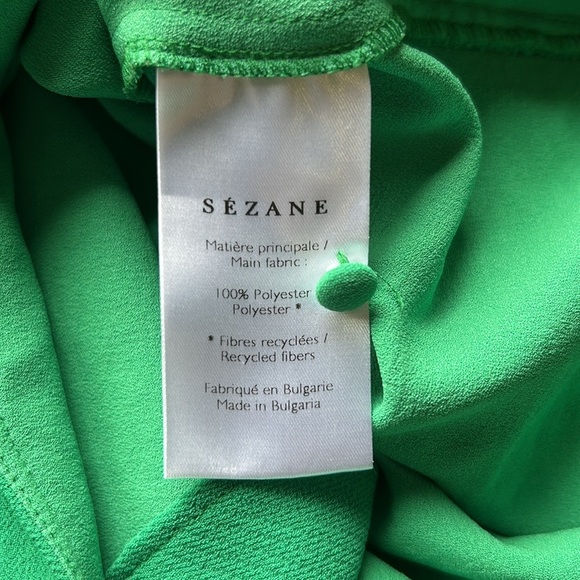 SÉZANE
Matière principale /
Main fabric :
100% Polyester
Polyester *
* Fibres recyclées /
Recycled fibers
Fabriqué en Bulgarie
Made in Bulgaria